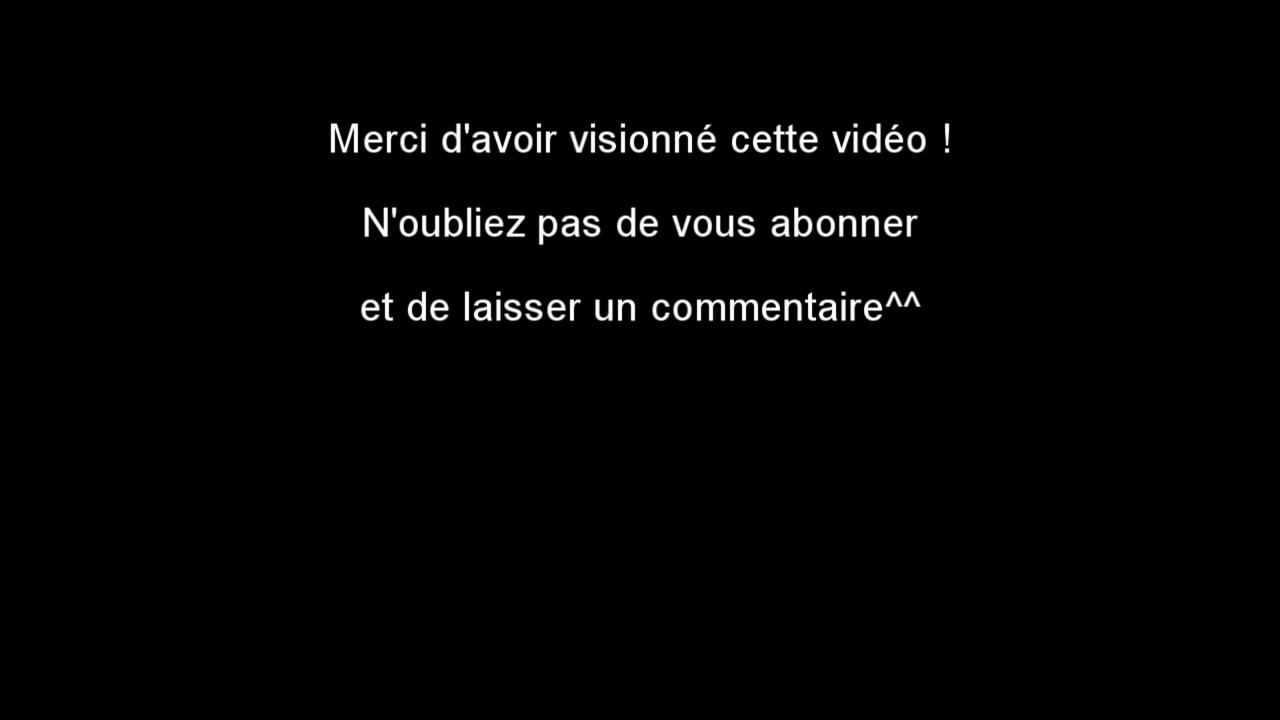 Merci d'avoir visionné cette vidéo !
N'oubliez pas de vous abonner
et de laisser un commentaire^^